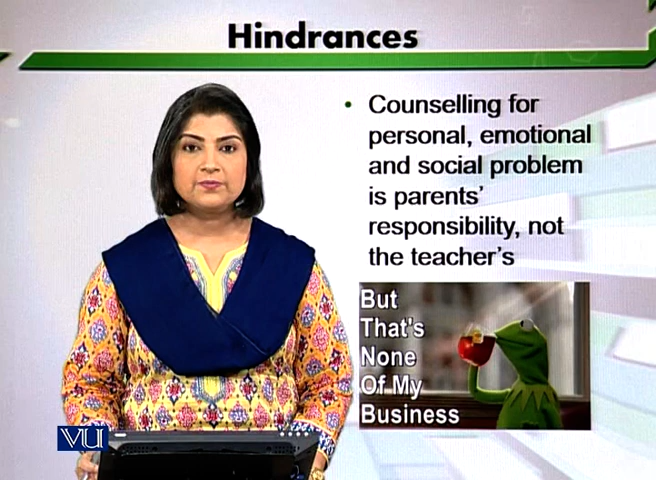 Hindrances
• Counselling for
personal, emotional
and social problem
is parents'
responsibility, not
the teacher's
But
That's
None
Of My
Business
VU